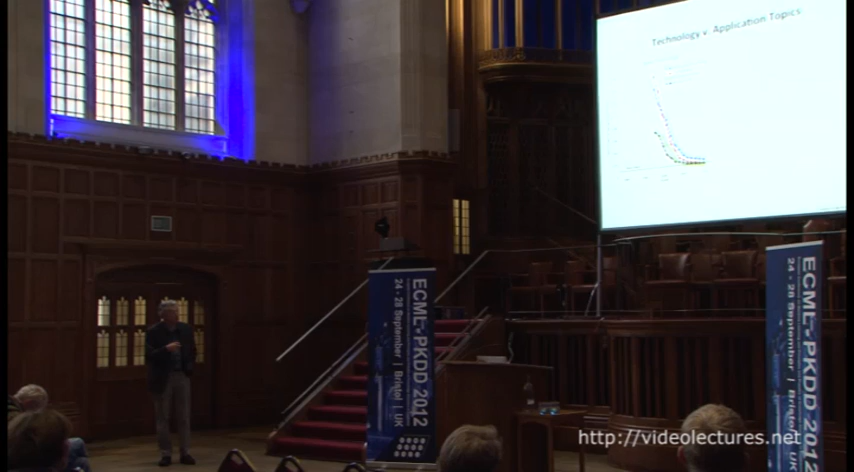 Technology v. Application Topics
ECML-PKDD 2012
24 - 28 September | Bristol | UK
ECML-PKDD 2012
24 - 28 September | Bristol
http://videolectures.net